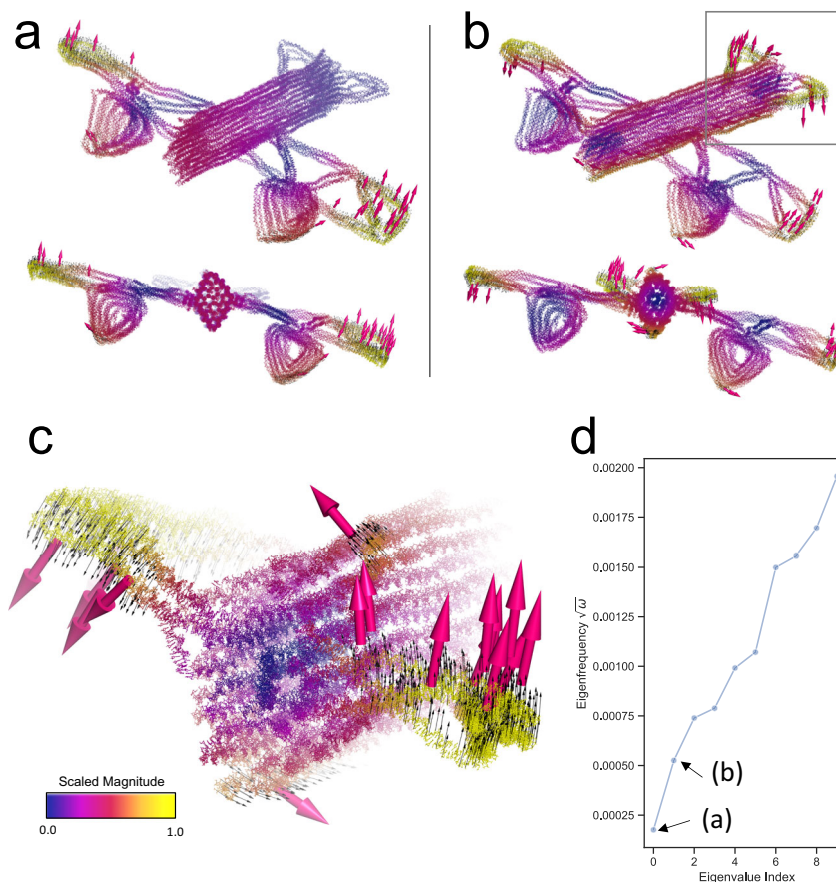 a
b
c
d
Scaled Magnitude
0.0
1.0
Eigenfrequency √ω
0.00200
0.00175
0.00150
0.00125
0.00100
0.00075
0.00050
0.00025
(b)
(a)
0
2
4
6
8
Eigenvalue Index